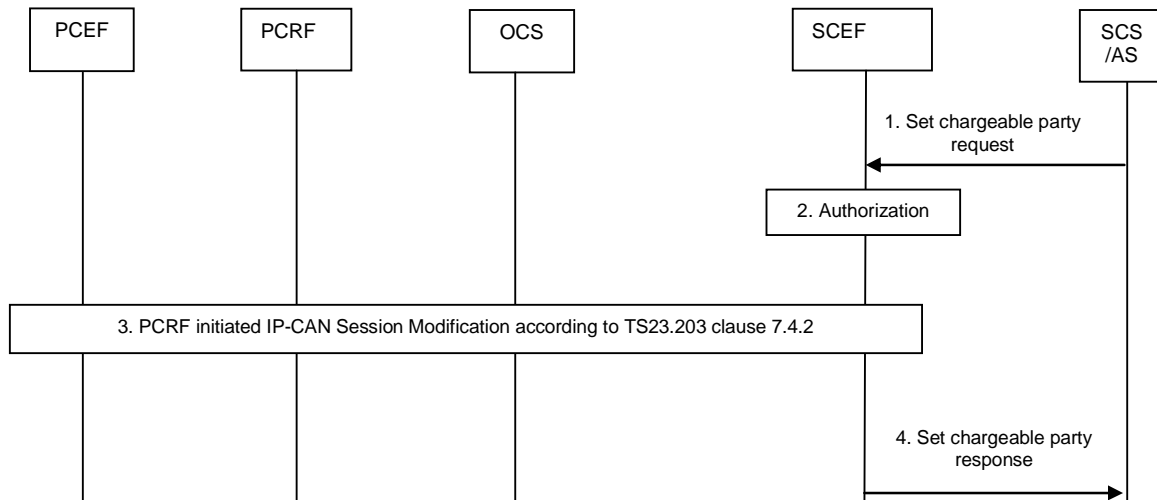 PCEF
PCRF
OCS
SCEF
SCS
/AS
1. Set chargeable party
request
2. Authorization
3. PCRF initiated IP-CAN Session Modification according to TS23.203 clause 7.4.2
4. Set chargeable party
response